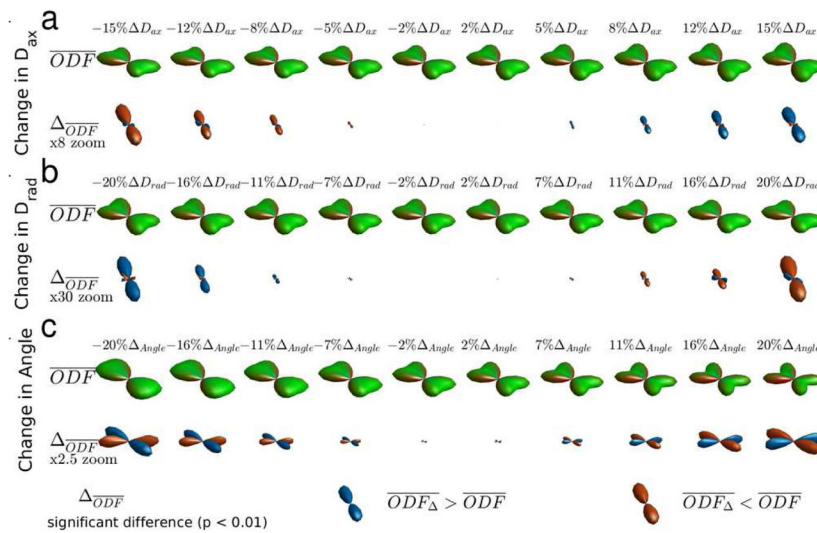 a
Change in D_ax
−15%ΔD_ax −12%ΔD_ax −8%ΔD_ax −5%ΔD_ax −2%ΔD_ax 2%ΔD_ax 5%ΔD_ax 8%ΔD_ax 12%ΔD_ax 15%ΔD_ax
ODF
Δ_ODF
x8 zoom
b
Change in D_rad
−20%ΔD_rad −16%ΔD_rad −11%ΔD_rad −7%ΔD_rad −2%ΔD_rad 2%ΔD_rad 7%ΔD_rad 11%ΔD_rad 16%ΔD_rad 20%ΔD_rad
ODF
Δ_ODF
x30 zoom
c
Change in Angle
−20%Δ_Angle −16%Δ_Angle −11%Δ_Angle −7%Δ_Angle −2%Δ_Angle 2%Δ_Angle 7%Δ_Angle 11%Δ_Angle 16%Δ_Angle 20%Δ_Angle
ODF
Δ_ODF
x2.5 zoom
Δ_ODF ODF_Δ > ODF ODF_Δ < ODF
significant difference (p < 0.01)